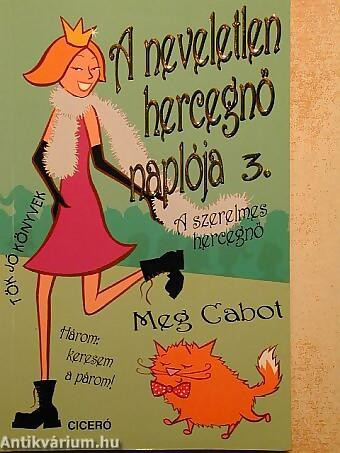 A neveletlen
hercegnő
naplója 3.
A szerelmes
hercegnő
TÖK JÓ KÖNYVEK
Meg Cabot
Három:
keresem
a párom!
CICERÓ
Antikvárium.hu